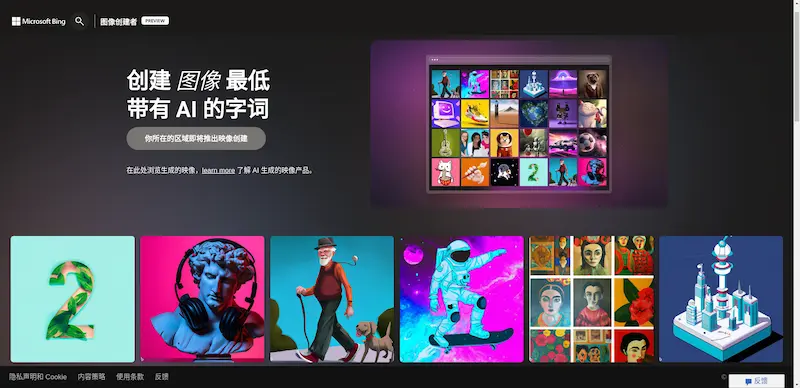 Microsoft Bing
图像创建者 PREVIEW
创建 图像 最低
带有 AI 的字词
你所在的区域即将推出映像创建
在此处浏览生成的映像，learn more 了解 AI 生成的映像产品。
2
隐私声明和 Cookie 内容策略 使用条款 反馈
©
反馈